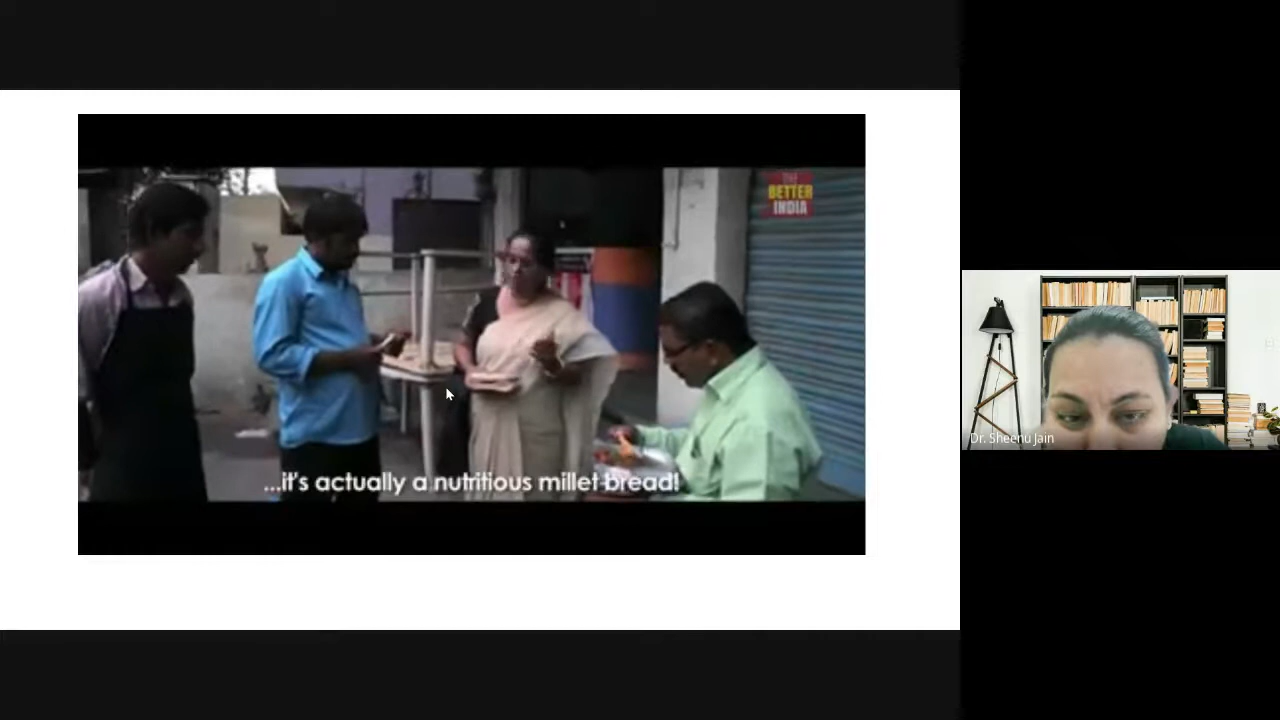 THE
BETTER
INDIA
...it's actually a nutritious millet bread!
Dr. Sheenu Jain